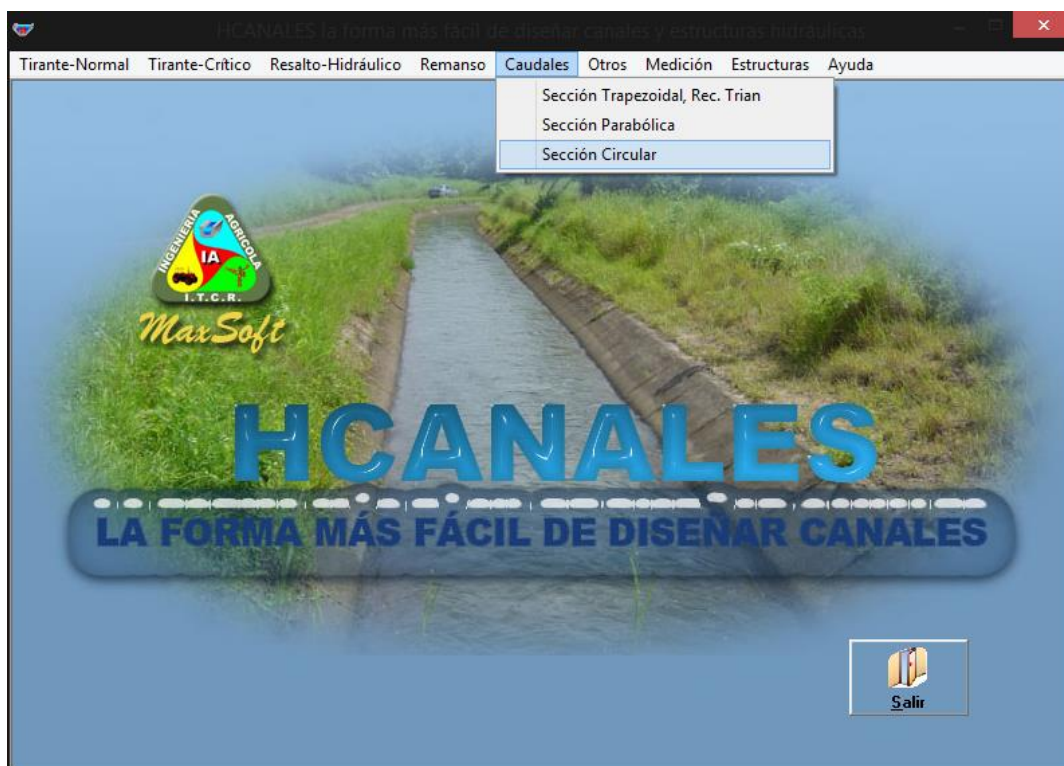 HCANALES la forma más fácil de diseñar canales y estructuras hidráulicas
Tirante-Normal Tirante-Crítico Resalto-Hidráulico Remanso Caudales Otros Medición Estructuras Ayuda
Sección Trapezoidal, Rec. Trian
Sección Parabólica
Sección Circular
INGENIERIA AGRICOLA
IA
I.T.C.R.
MaxSoft
HCANALES
LA FORMA MÁS FÁCIL DE DISEÑAR CANALES
Salir